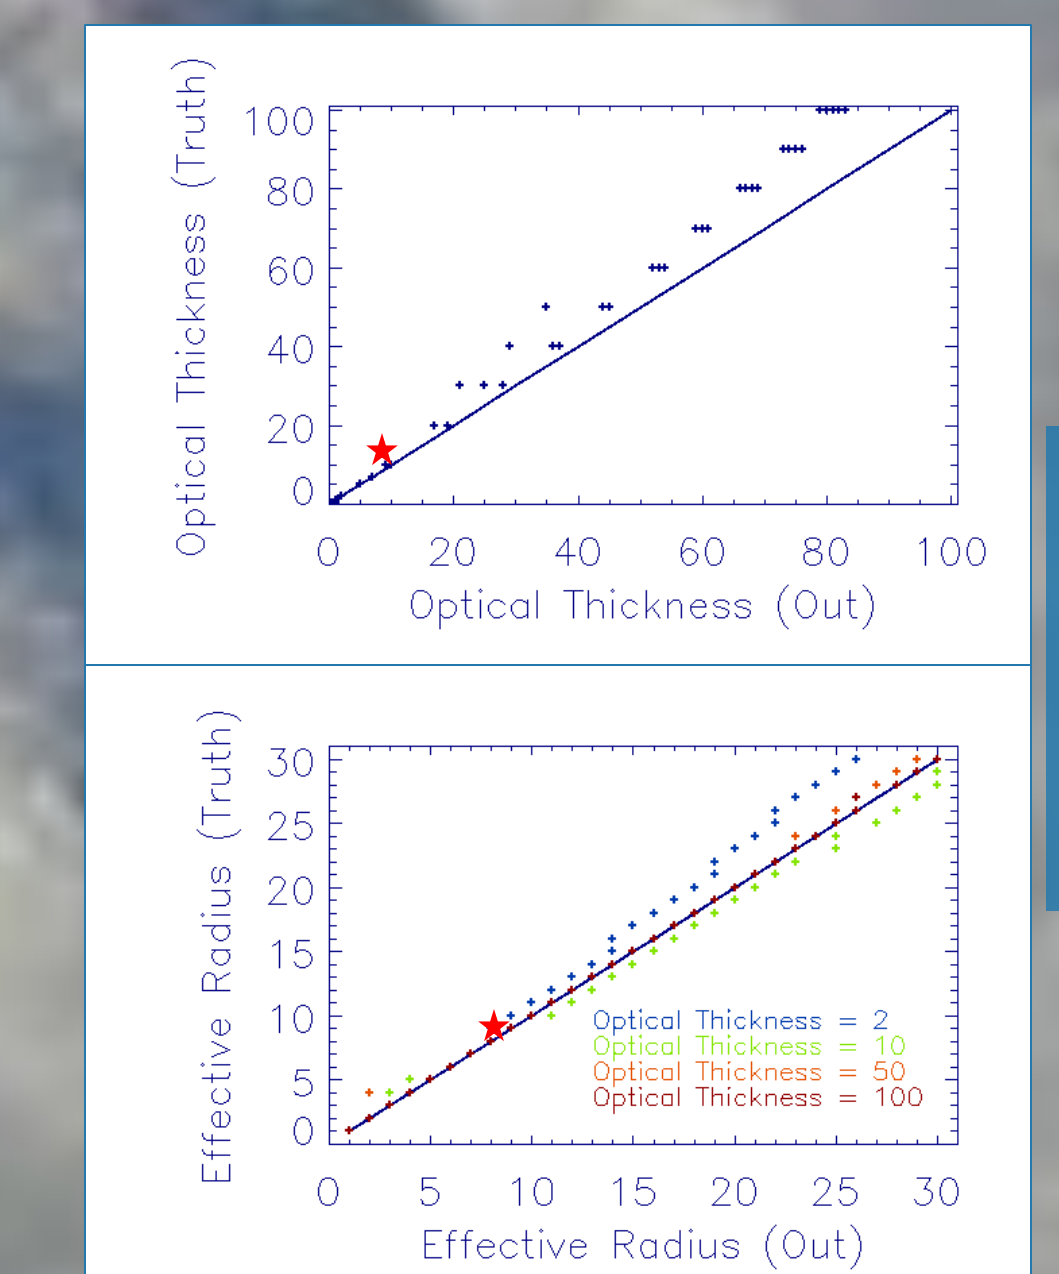 Optical Thickness (Truth)
100
80
60
40
20
0
0 20 40 60 80 100
Optical Thickness (Out)
Effective Radius (Truth)
30
25
20
15
10
5
0
Optical Thickness = 2
Optical Thickness = 10
Optical Thickness = 50
Optical Thickness = 100
0 5 10 15 20 25 30
Effective Radius (Out)